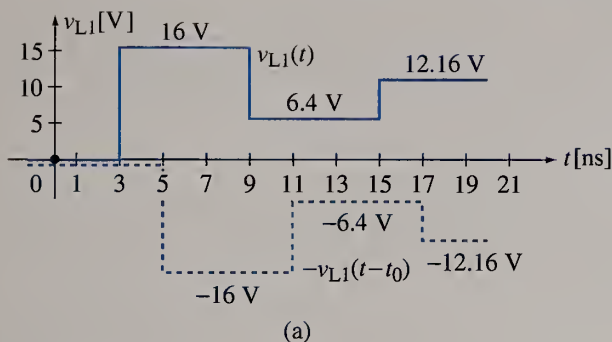 v_L1[V]
16 V
v_L1(t)
12.16 V
15
10
6.4 V
5
t[ns]
0 1 3 5 7 9 11 13 15 17 19 21
−6.4 V
−v_L1(t−t_0)
−12.16 V
−16 V
(a)